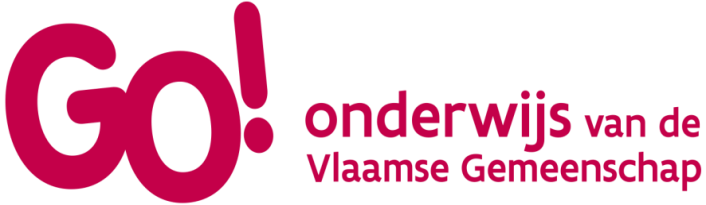 GO!
onderwijs van de
Vlaamse Gemeenschap